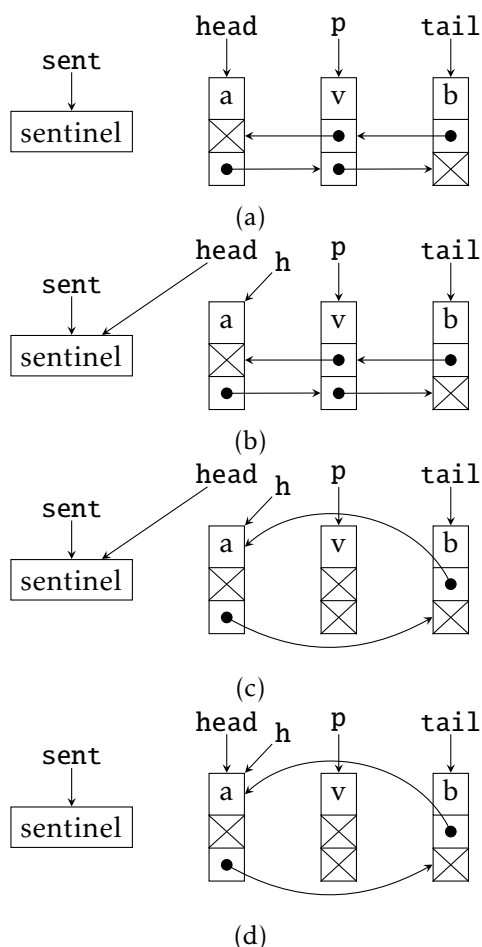 head p tail
sent
a v b
sentinel
(a)
head h p tail
sent
a v b
sentinel
(b)
head h p tail
sent
a v b
sentinel
(c)
head h p tail
sent
a v b
sentinel
(d)